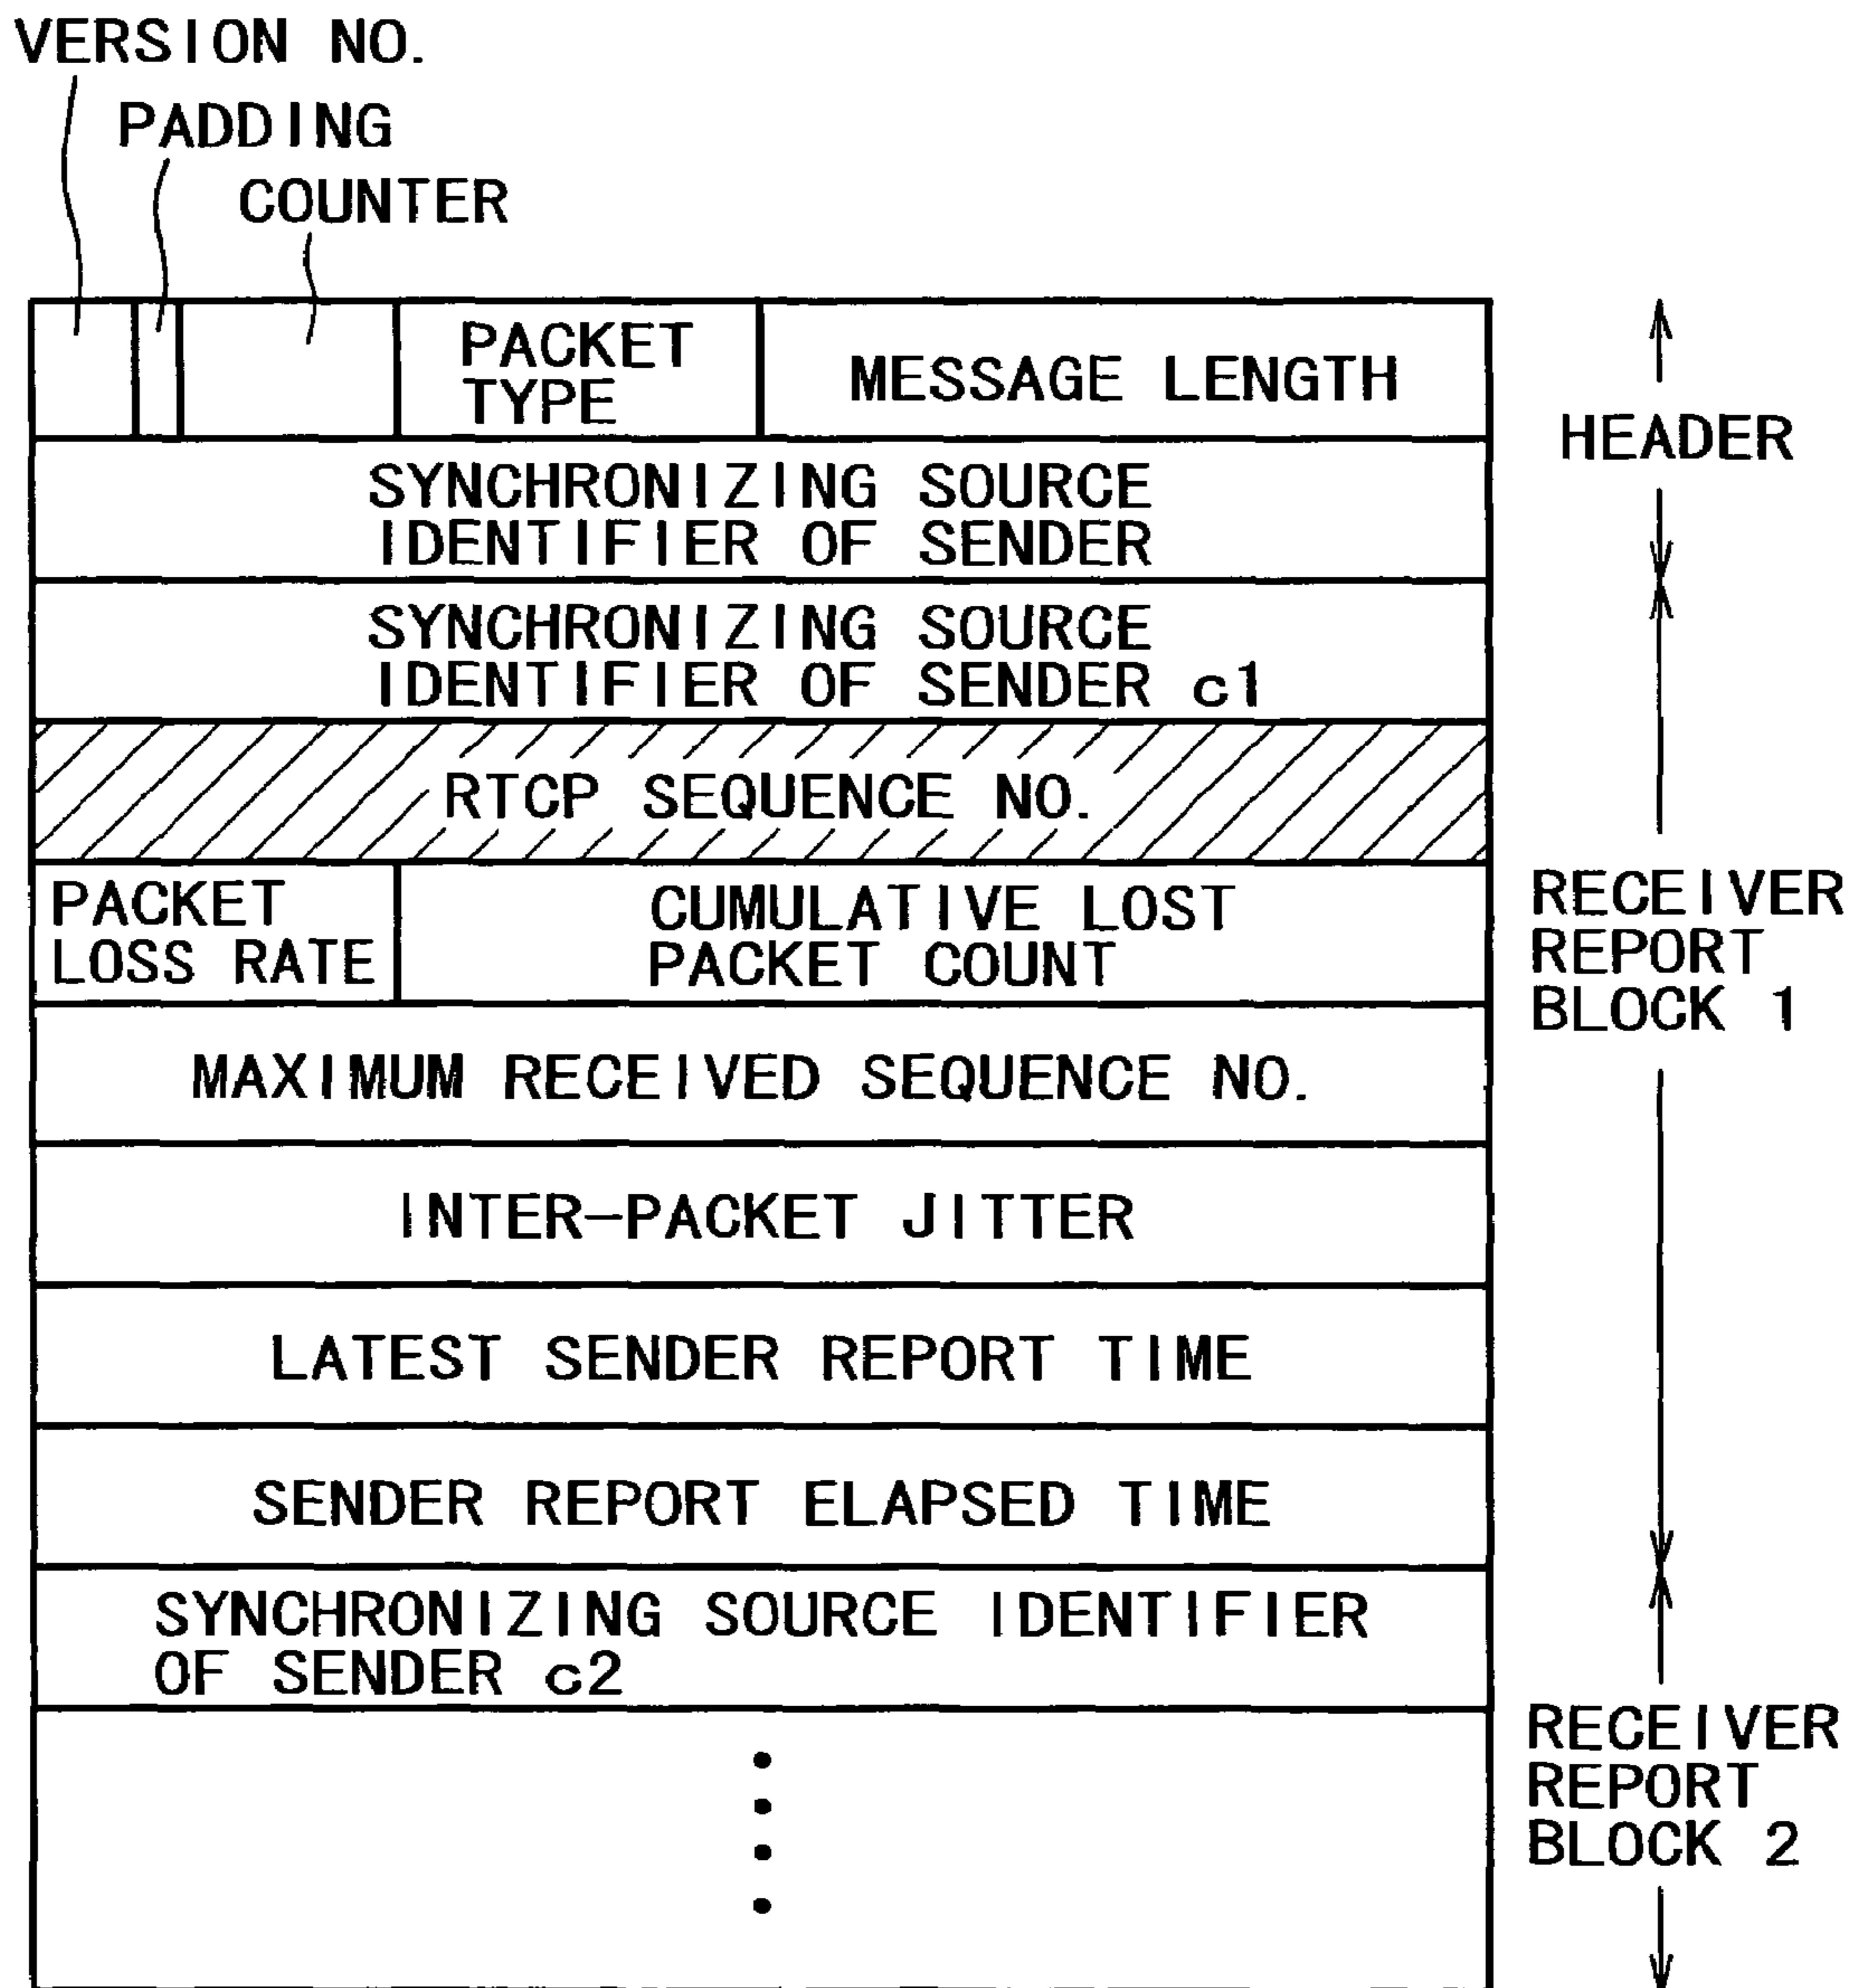 VERSION NO.
PADDING
COUNTER
PACKET
TYPE
MESSAGE LENGTH
HEADER
SYNCHRONIZING SOURCE
IDENTIFIER OF SENDER
SYNCHRONIZING SOURCE
IDENTIFIER OF SENDER c1
RTCP SEQUENCE NO.
PACKET
LOSS RATE
CUMULATIVE LOST
PACKET COUNT
RECEIVER
REPORT
BLOCK 1
MAXIMUM RECEIVED SEQUENCE NO.
INTER-PACKET JITTER
LATEST SENDER REPORT TIME
SENDER REPORT ELAPSED TIME
SYNCHRONIZING SOURCE IDENTIFIER
OF SENDER c2
RECEIVER
REPORT
BLOCK 2